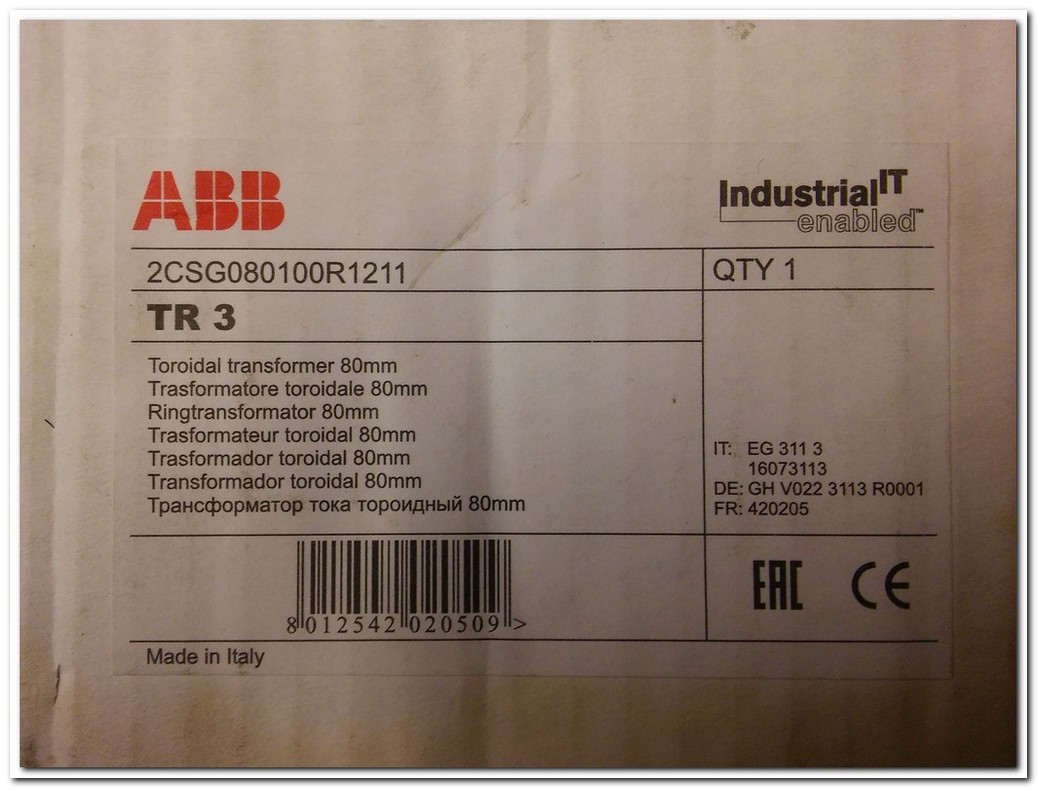 ABB
Industrial IT
enabled™
2CSG080100R1211
QTY 1
TR 3
Toroidal transformer 80mm
Trasformatore toroidale 80mm
Ringtransformator 80mm
Trasformateur toroidal 80mm
Trasformador toroidal 80mm
Transformador toroidal 80mm
Трансформатор тока тороидный 80mm
IT: EG 311 3
16073113
DE: GH V022 3113 R0001
FR: 420205
8 012542 020509 >
EAC CE
Made in Italy